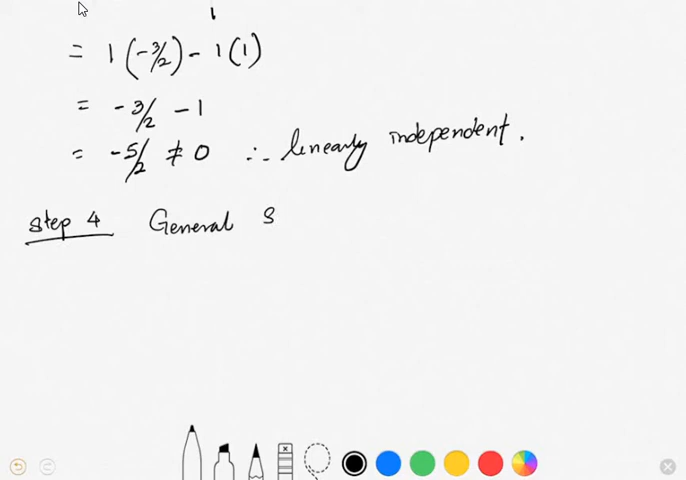 = 1(-3/2) - 1(1)
= -3/2 - 1
= -5/2 ≠ 0 ∴ linearly independent.
Step 4 General S